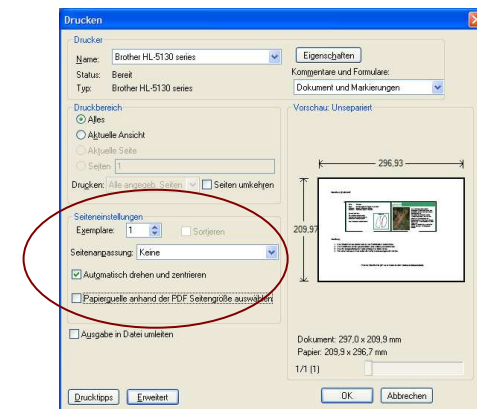 Drucken
Drucker
Name: Brother HL-5130 series
Eigenschaften
Status: Bereit
Kommentare und Formulare:
Typ: Brother HL-5130 series
Dokument und Markierungen
Druckbereich
Vorschau: Unsepariert
Alles
Aktuelle Ansicht
Aktuelle Seite
Seiten 1
Drucken: Alle angegeb. Seiten
Seiten umkehren
296,93
209,97
Seiteneinstellungen
Exemplare: 1
Sortieren
Seitenanpassung: Keine
Automatisch drehen und zentrieren
Papierquelle anhand der PDF Seitengröße auswählen
Ausgabe in Datei umleiten
Dokument: 297,0 x 209,9 mm
Papier: 209,9 x 296,7 mm
1/1 (1)
Drucktipps
Erweitert
OK
Abbrechen